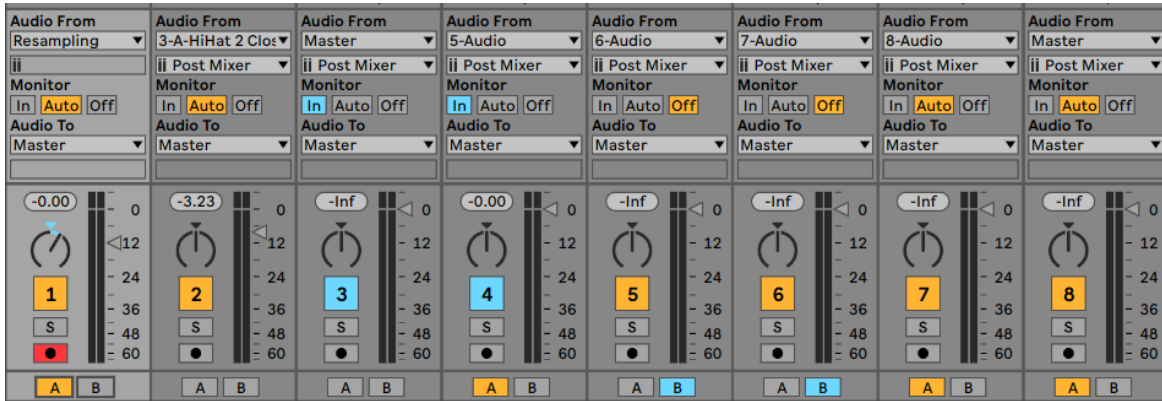 Audio From Audio From Audio From Audio From Audio From Audio From Audio From Audio From
Resampling 3-A-HiHat 2 Clos Master 5-Audio 6-Audio 7-Audio 8-Audio Master
ii ii Post Mixer ii Post Mixer ii Post Mixer ii Post Mixer ii Post Mixer ii Post Mixer ii Post Mixer
Monitor Monitor Monitor Monitor Monitor Monitor Monitor Monitor
In Auto Off In Auto Off In Auto Off In Auto Off In Auto Off In Auto Off In Auto Off In Auto Off
Audio To Audio To Audio To Audio To Audio To Audio To Audio To Audio To
Master Master Master Master Master Master Master Master
-0.00 -3.23 -Inf -0.00 -Inf -Inf -Inf -Inf
0 0 0 0 0 0 0 0
12 12 12 12 12 12 12 12
24 24 24 24 24 24 24 24
1 2 3 4 5 6 7 8
36 36 36 36 36 36 36 36
S S S S S S S S
48 48 48 48 48 48 48 48
60 60 60 60 60 60 60 60
A B A B A B A B A B A B A B A B